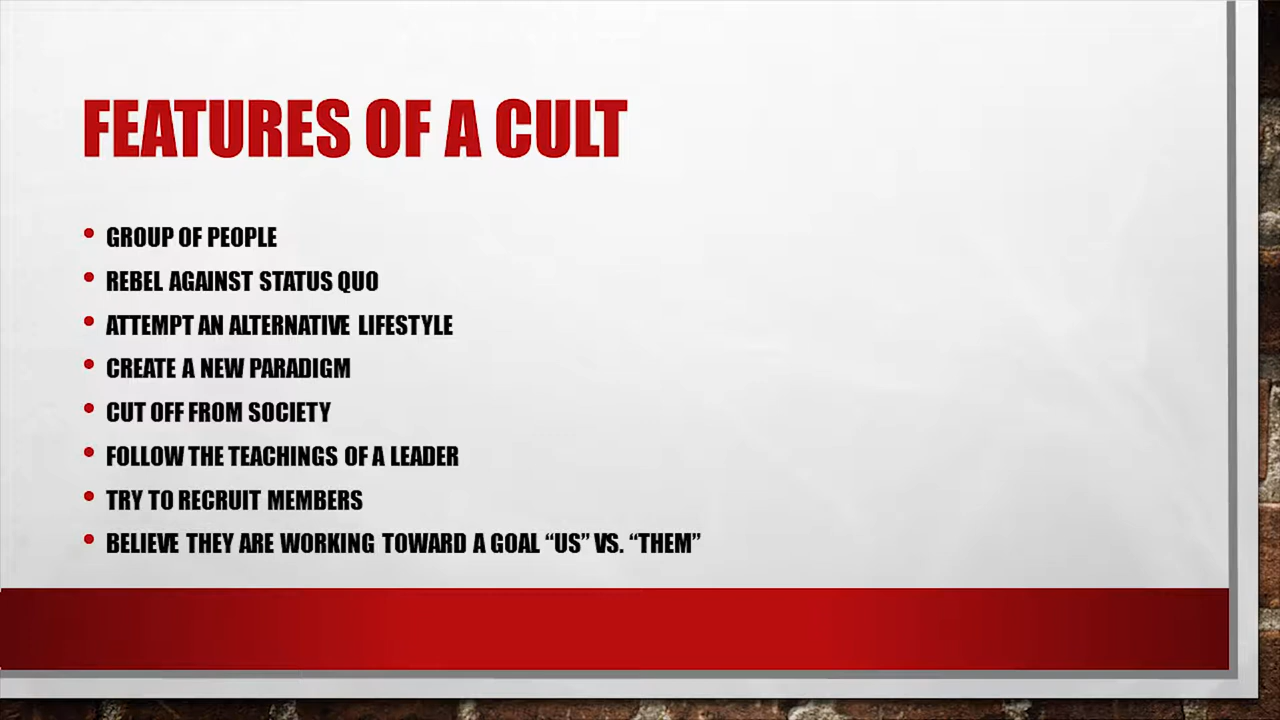 FEATURES OF A CULT
• GROUP OF PEOPLE
• REBEL AGAINST STATUS QUO
• ATTEMPT AN ALTERNATIVE LIFESTYLE
• CREATE A NEW PARADIGM
• CUT OFF FROM SOCIETY
• FOLLOW THE TEACHINGS OF A LEADER
• TRY TO RECRUIT MEMBERS
• BELIEVE THEY ARE WORKING TOWARD A GOAL “US” VS. “THEM”